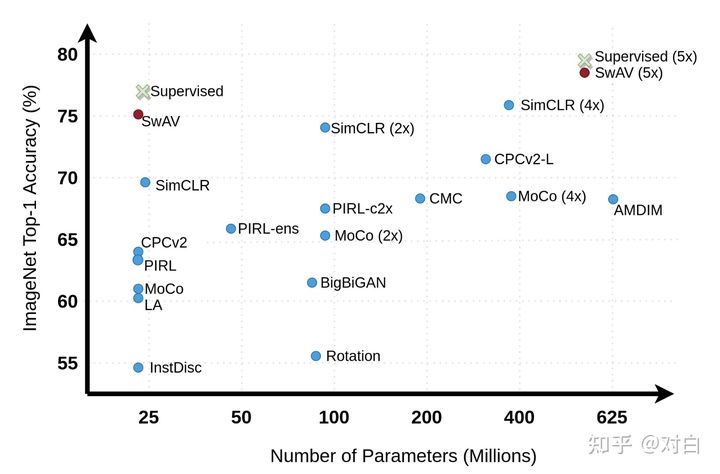 80
Supervised (5x)
SwAV (5x)
Supervised
75
SwAV
SimCLR (4x)
SimCLR (2x)
CPCv2-L
70
SimCLR
CMC
MoCo (4x)
PIRL-c2x
AMDIM
PIRL-ens
MoCo (2x)
65
CPCv2
PIRL
BigBiGAN
MoCo
60
LA
Rotation
55
InstDisc
ImageNet Top-1 Accuracy (%)
25 50 100 200 400 625
Number of Parameters (Millions)
知乎 @对白